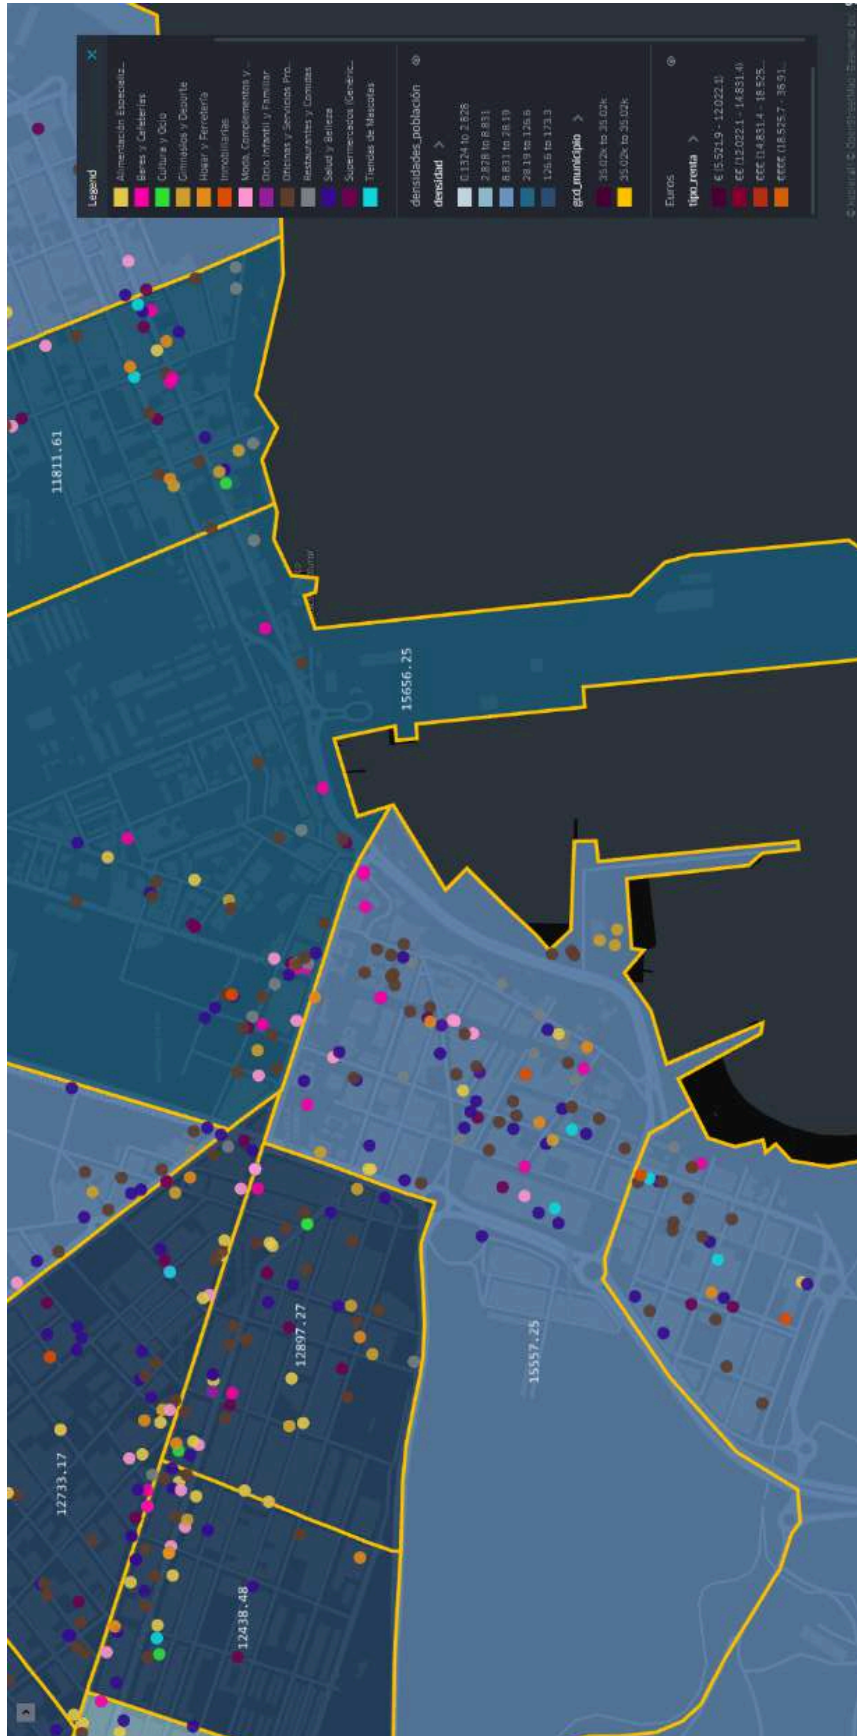 Legend
Alimentación Especializ...
Bares y Cafeterías
Cultura y Ocio
Gimnasios y Deporte
Hogar y Ferretería
Inmobiliarias
Moda, Complementos y ...
Ocio Infantil y Familiar
Oficinas y Servicios Pro...
Restaurantes y Comidas
Salud y Belleza
Supermercados (Genéric...
Tiendas de Mascotas
densidades_población
densidad
0.1324 to 2.828
2.828 to 8.831
8.831 to 28.19
28.19 to 126.6
126.6 to 173.3
gcd_municipio
35.02k to 35.02k
35.02k to 35.02k
Euros
tipo_renta
€ (5.521,9 - 12.022,1)
€€ (12.022,1 - 14.831,4)
€€€ (14.831,4 - 18.525...
€€€€ (18.525,7 - 36.91...
11811.61
15656.25
12733.17
12897.27
12438.48
15557.25
© OpenStreetMap